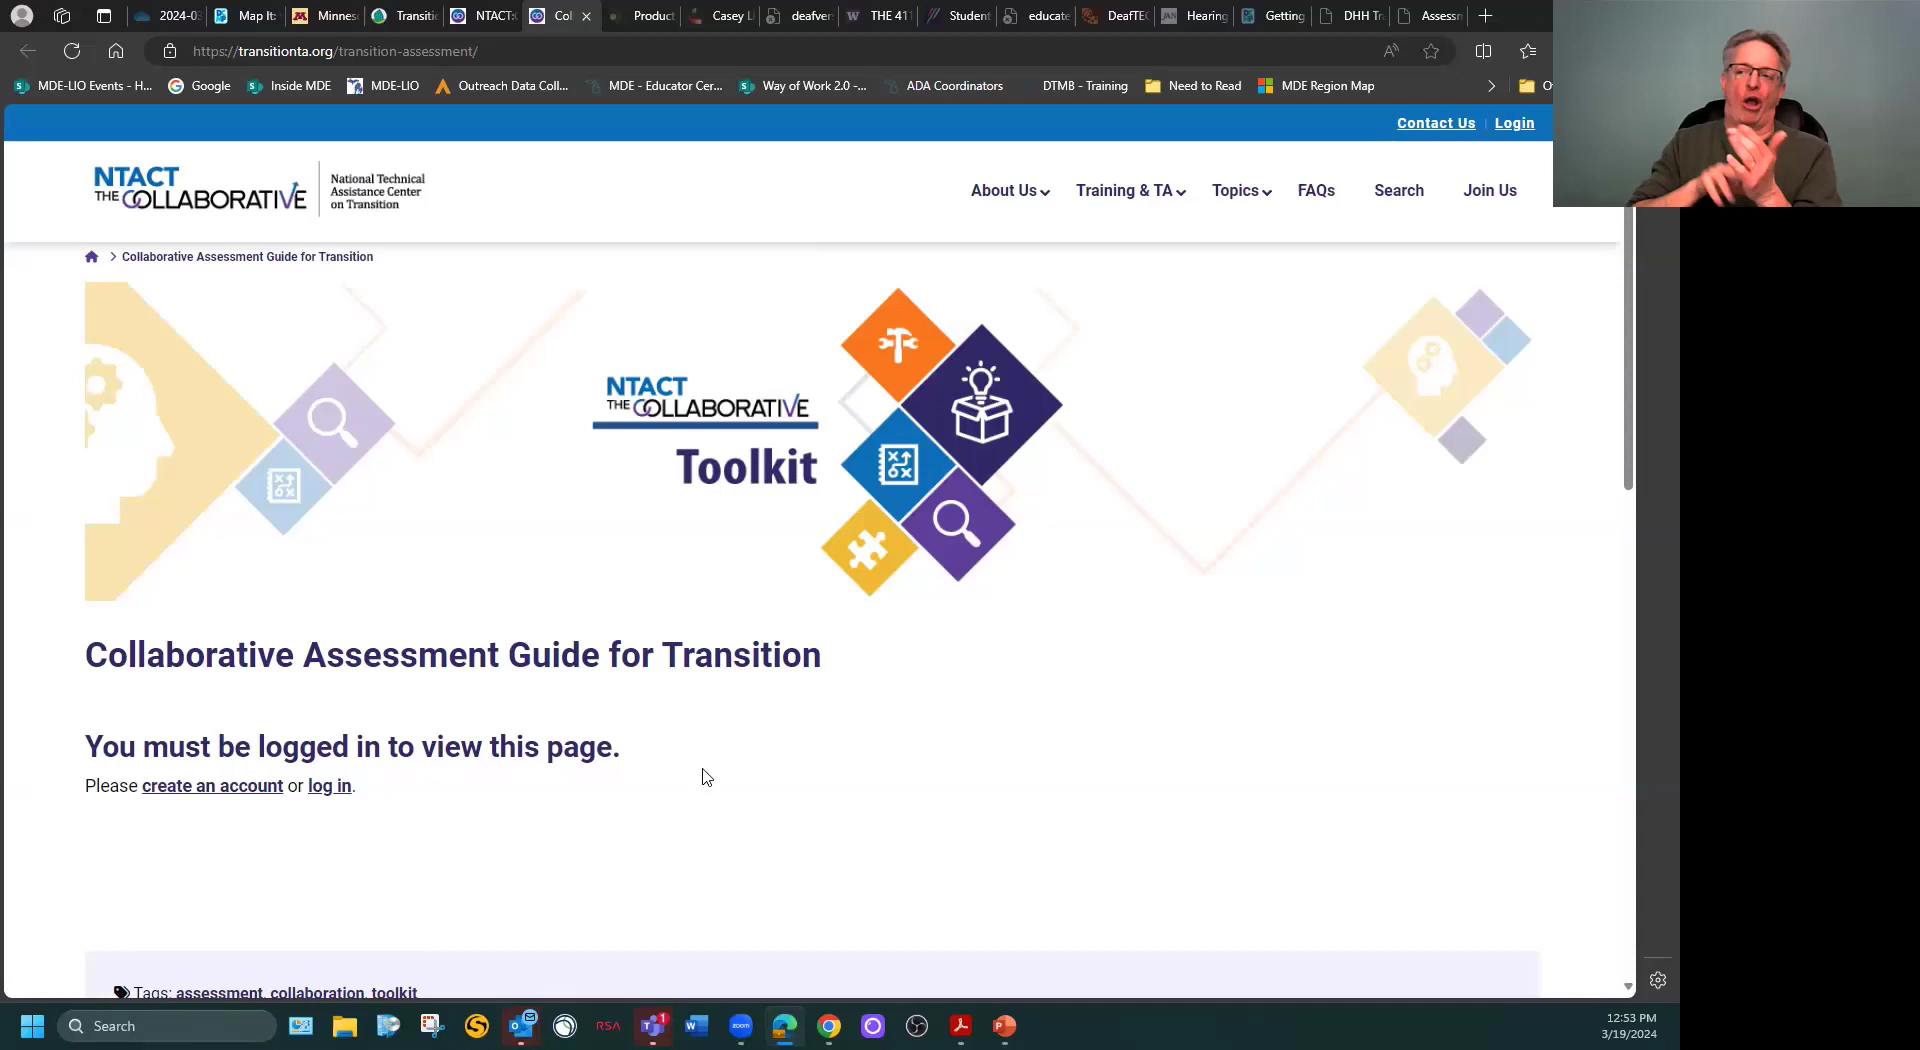 2024-03
Map It:
Minnes
Transiti
NTACT:
Col
Product
Casey L
deafver
THE 411
Student
educate
DeafTEC
Hearing
Getting
DHH Tr
Assessm
https://transitionta.org/transition-assessment/
MDE-LIO Events - H...
Google
Inside MDE
MDE-LIO
Outreach Data Coll...
MDE - Educator Cer...
Way of Work 2.0 -...
ADA Coordinators
DTMB - Training
Need to Read
MDE Region Map
Contact Us | Login
NTACT
THE COLLABORATIVE
National Technical
Assistance Center
on Transition
About Us
Training & TA
Topics
FAQs
Search
Join Us
Collaborative Assessment Guide for Transition
NTACT
THE COLLABORATIVE
Toolkit
Collaborative Assessment Guide for Transition
You must be logged in to view this page.
Please create an account or log in.
Tags: assessment, collaboration, toolkit
Search
RSA
zoom
12:53 PM
3/19/2024